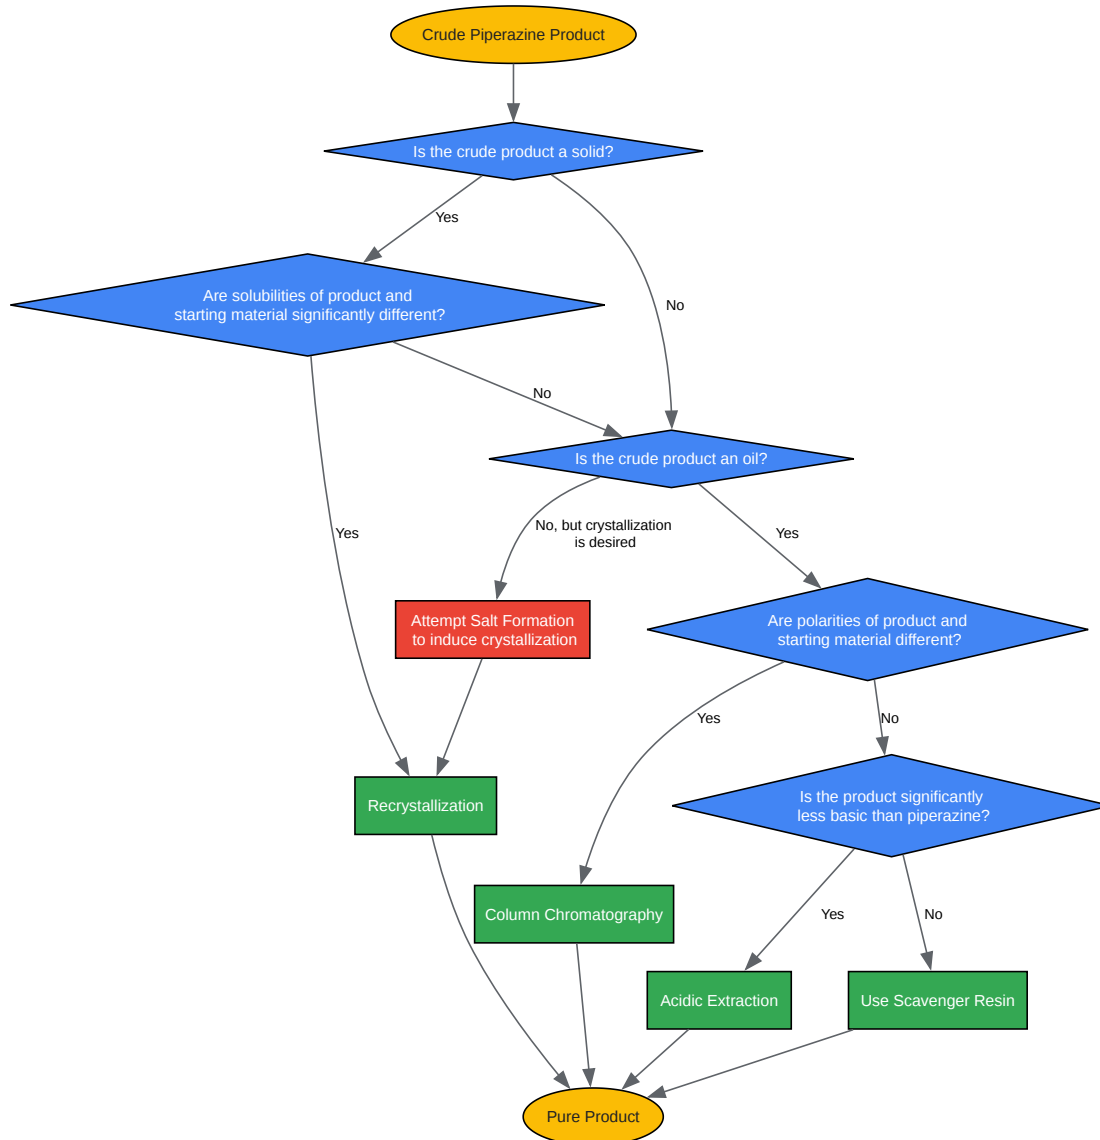 Crude Piperazine Product
Is the crude product a solid?
Yes
Are solubilities of product and
starting material significantly different?
No
No
Is the crude product an oil?
No, but crystallization
is desired
Yes
Yes
Attempt Salt Formation
to induce crystallization
Are polarities of product and
starting material different?
Yes
No
Recrystallization
Is the product significantly
less basic than piperazine?
Column Chromatography
Yes
No
Acidic Extraction
Use Scavenger Resin
Pure Product